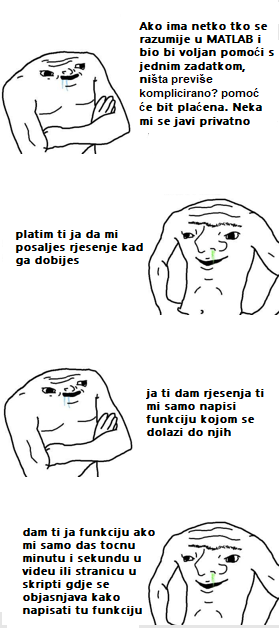 Ako ima netko tko se
razumije u MATLAB i
bio bi voljan pomoći s
jednim zadatkom,
ništa previše
komplicirano? pomoć
će bit plaćena. Neka
mi se javi privatno
platim ti ja da mi
posaljes rjesenje kad
ga dobijes
ja ti dam rjesenja ti
mi samo napisi
funkciju kojom se
dolazi do njih
dam ti ja funkciju ako
mi samo das tocnu
minutu i sekundu u
videu ili stranicu u
skripti gdje se
objasnjava kako
napisati tu funkciju